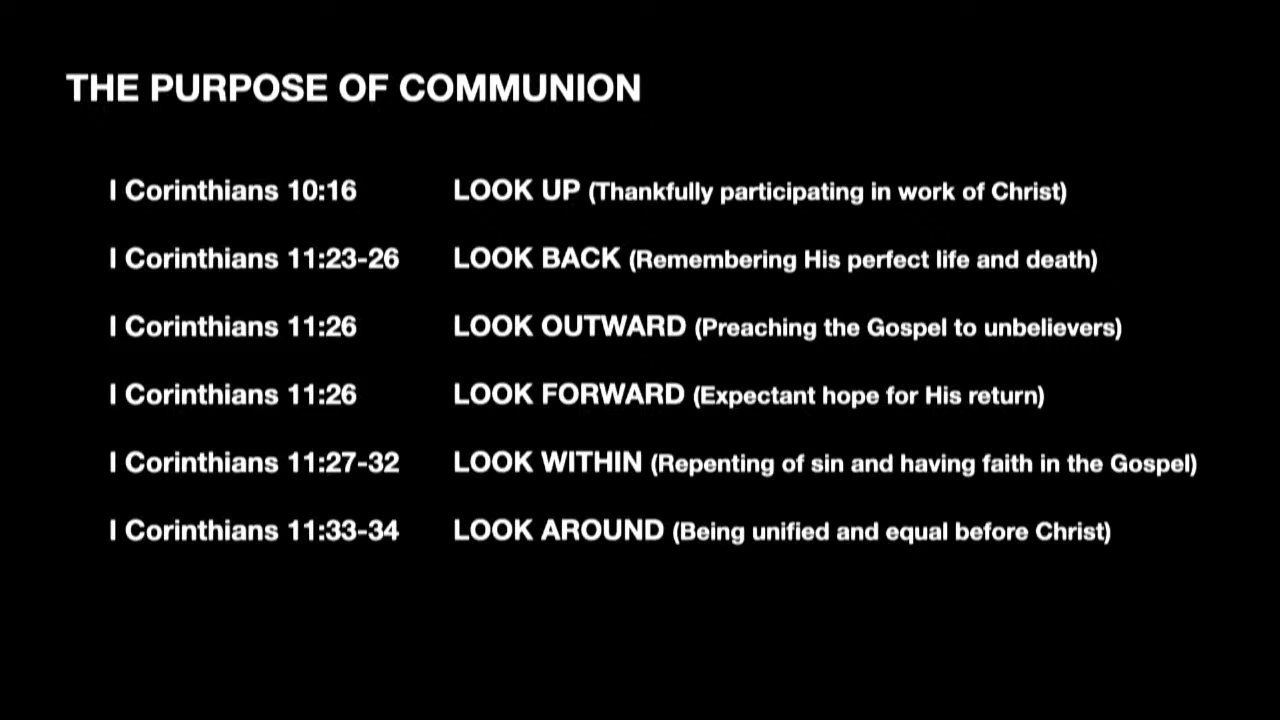 THE PURPOSE OF COMMUNION
I Corinthians 10:16 LOOK UP (Thankfully participating in work of Christ)
I Corinthians 11:23-26 LOOK BACK (Remembering His perfect life and death)
I Corinthians 11:26 LOOK OUTWARD (Preaching the Gospel to unbelievers)
I Corinthians 11:26 LOOK FORWARD (Expectant hope for His return)
I Corinthians 11:27-32 LOOK WITHIN (Repenting of sin and having faith in the Gospel)
I Corinthians 11:33-34 LOOK AROUND (Being unified and equal before Christ)